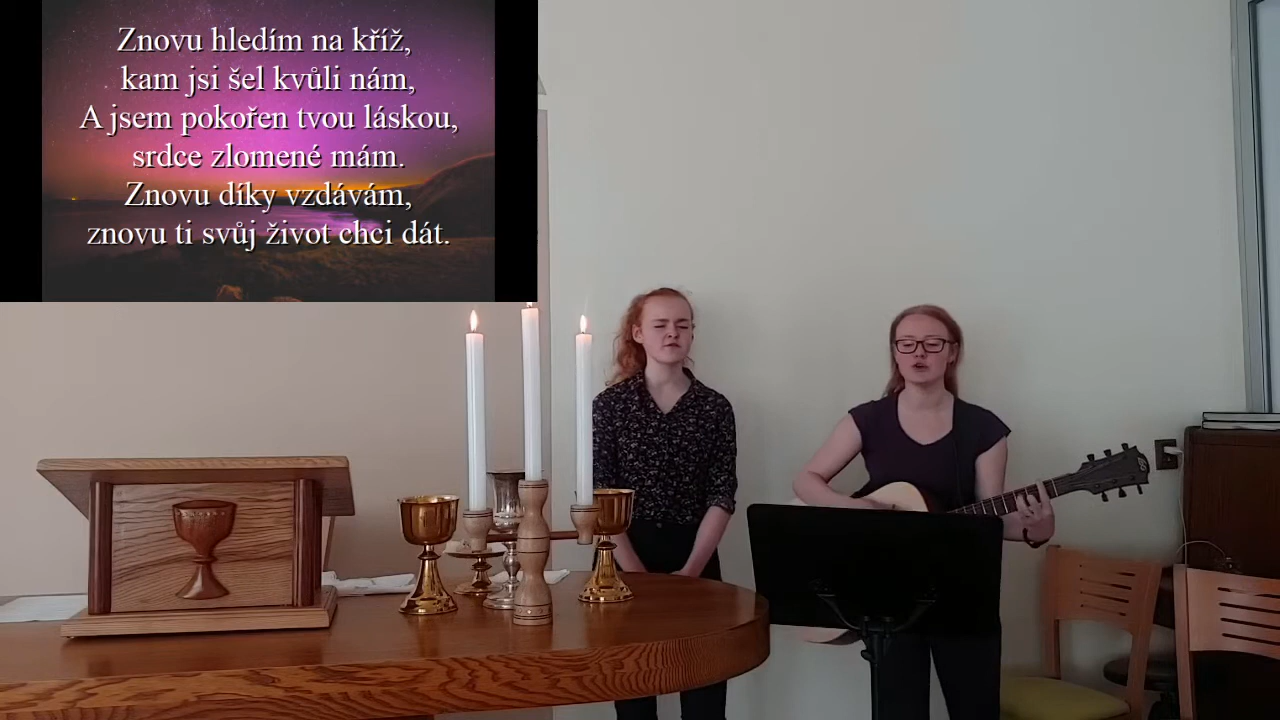 Znovu hledím na kříž,
kam jsi šel kvůli nám,
A jsem pokořen tvou láskou,
srdce zlomené mám.
Znovu díky vzdávám,
znovu ti svůj život chci dát.